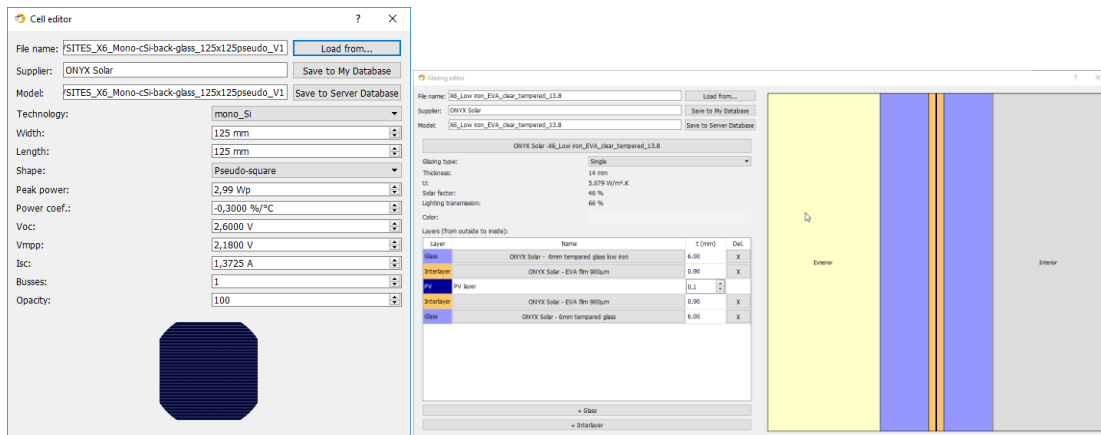 Cell editor ? ×
File name: /SITES_X6_Mono-cSi-back-glass_125x125pseudo_V1 Load from...
Supplier: ONYX Solar Save to My Database
Model: /SITES_X6_Mono-cSi-back-glass_125x125pseudo_V1 Save to Server Database
Technology: mono_Si
Width: 125 mm
Length: 125 mm
Shape: Pseudo-square
Peak power: 2,99 Wp
Power coef.: -0,3000 %/°C
Voc: 2,6000 V
Vmpp: 2,1800 V
Isc: 1,3725 A
Busses: 1
Opacity: 100
Glazing editor ? ×
File name: X6_Low iron_EVA_clear_tempered_13.8 Load from...
Supplier: ONYX Solar Save to My Database
Model: X6_Low iron_EVA_clear_tempered_13.8 Save to Server Database
ONYX Solar -X6_Low iron_EVA_clear_tempered_13.8
Glazing type: Single
Thickness: 14 mm
U: 5.079 W/m².K
Solar factor: 46 %
Lighting transmission: 66 %
Color:
Layers (from outside to inside):
Layer Name t (mm) Del.
Glass ONYX Solar - 6mm tempared glass low iron 6.00 X
Interlayer ONYX Solar - EVA film 900µm 0.90 X
PV PV layer 0,1
Interlayer ONYX Solar - EVA film 900µm 0.90 X
Glass ONYX Solar - 6mm tempared glass 6.00 X
+ Glass
+ Interlayer
Exterior
Interior